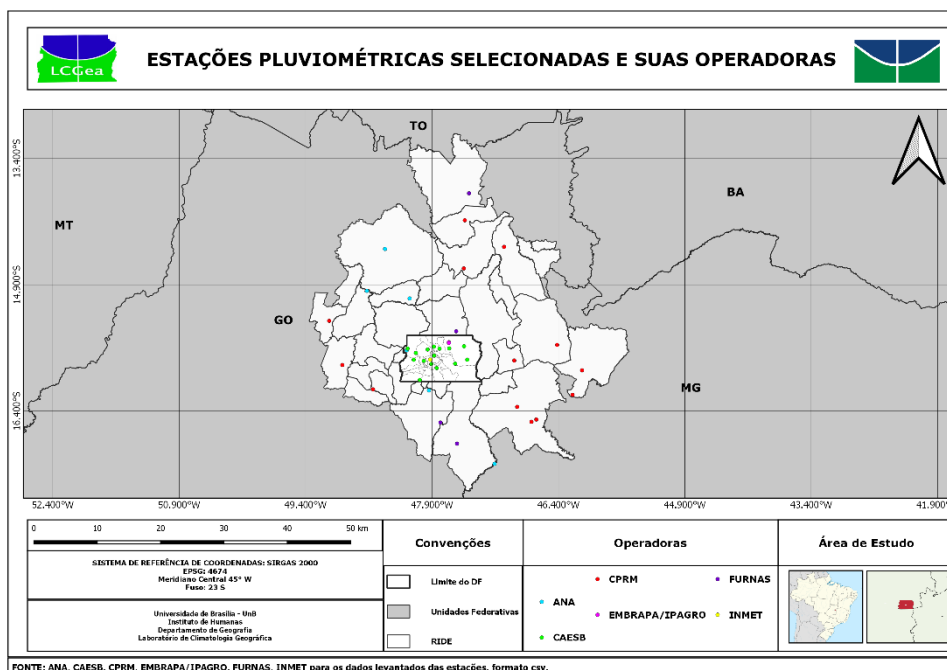 LCGea
ESTAÇÕES PLUVIOMÉTRICAS SELECIONADAS E SUAS OPERADORAS
TO
BA
MT
GO
MG
13.400°S
14.900°S
16.400°S
52.400°W 50.900°W 49.400°W 47.900°W 46.400°W 44.900°W 43.400°W 41.900°W
0 10 20 30 40 50 km
SISTEMA DE REFERÊNCIA DE COORDENADAS: SIRGAS 2000
EPSG: 4674
Meridiano Central 45° W
Fuso: 23 S
Universidade de Brasília - UnB
Instituto de Humanas
Departamento de Geografia
Laboratório de Climatologia Geográfica
Convenções
Limite do DF
Unidades Federativas
RIDE
Operadoras
CPRM
FURNAS
ANA
EMBRAPA/IPAGRO
INMET
CAESB
Área de Estudo
FONTE: ANA, CAESB, CPRM, EMBRAPA/IPAGRO, FURNAS, INMET para os dados levantados das estações, formato csv.